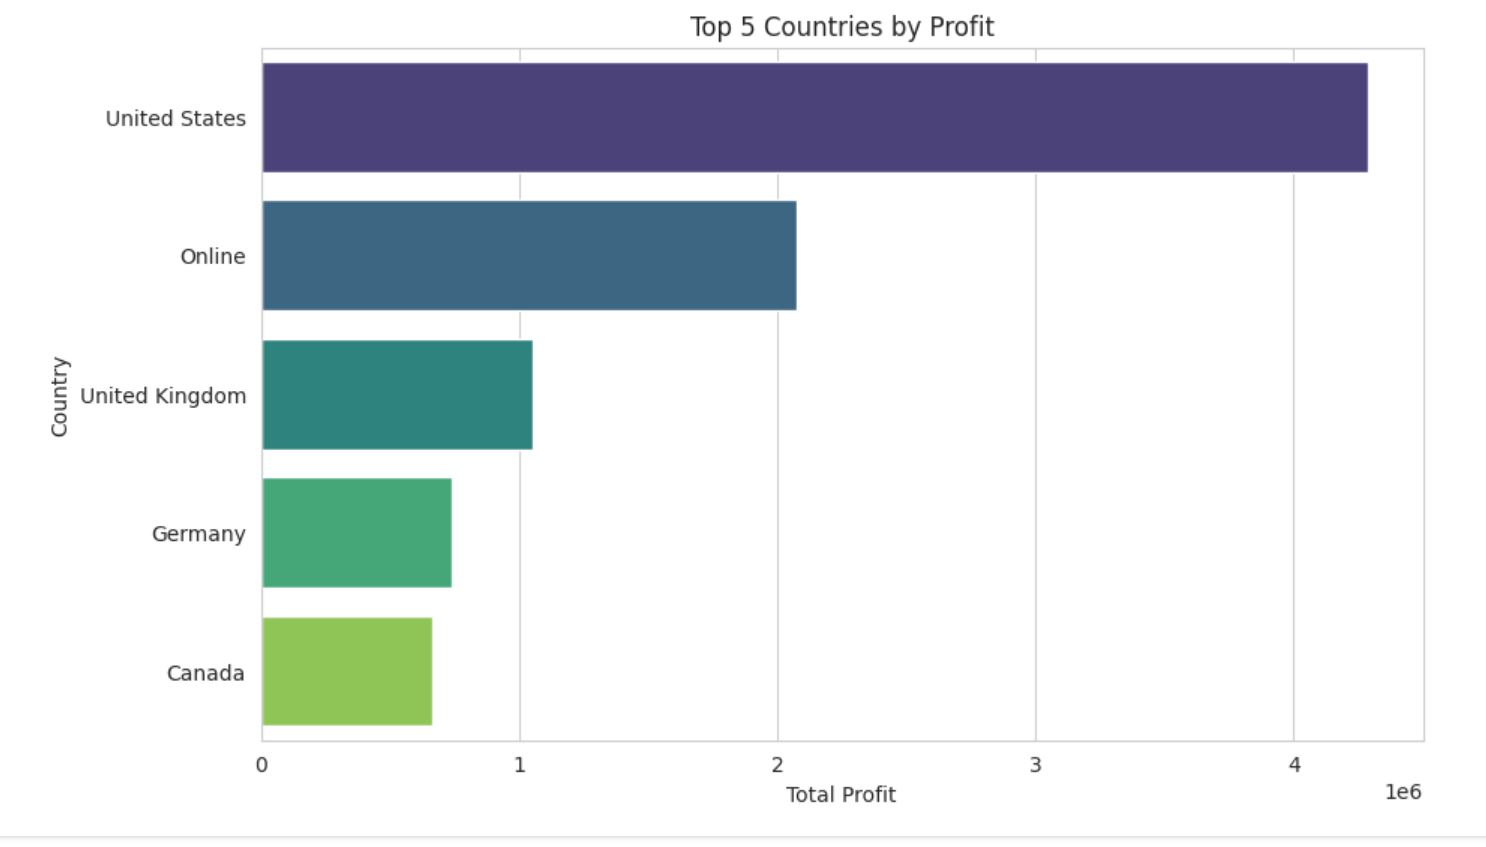 Top 5 Countries by Profit
United States
Online
United Kingdom
Germany
Canada
Country
0 1 2 3 4
Total Profit
1e6